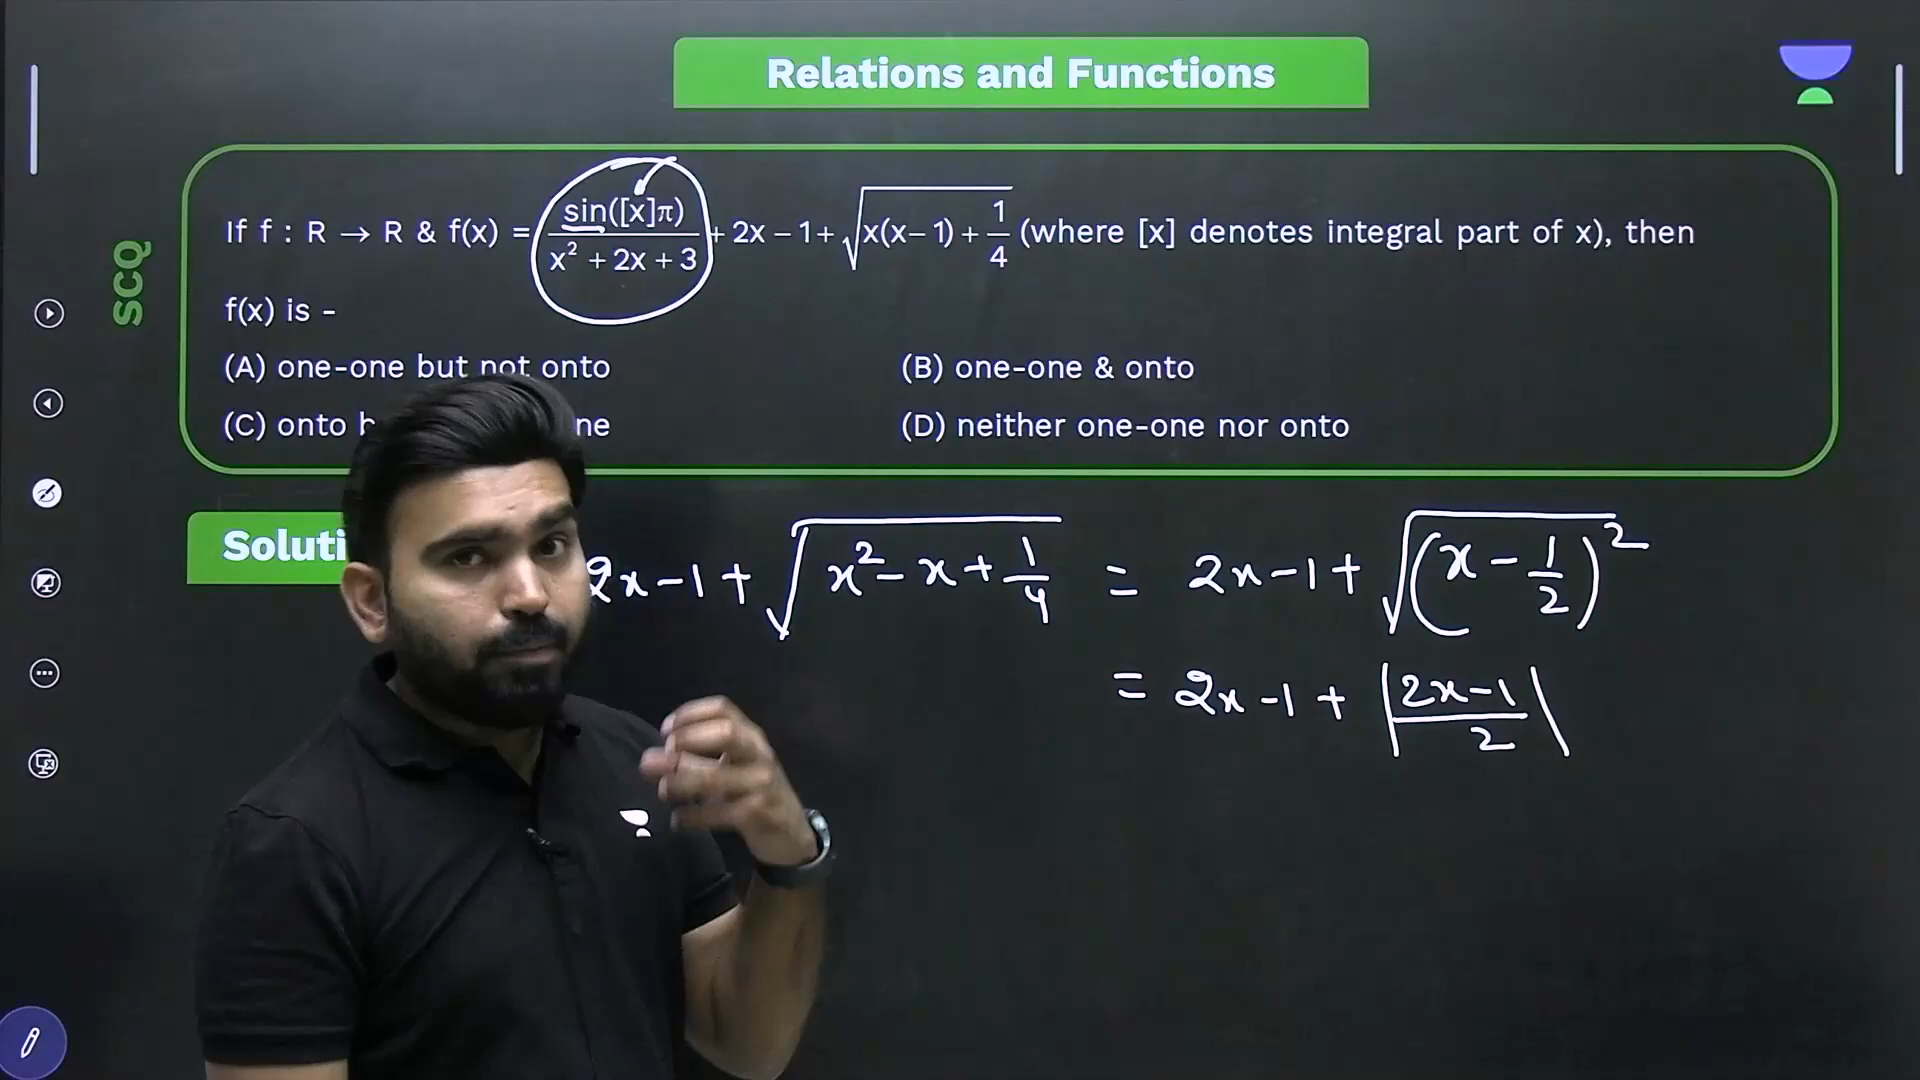 Relations and Functions
SCQ
If f : R → R & f(x) = sin([x]π)/(x² + 2x + 3) + 2x – 1 + √(x(x – 1) + 1/4) (where [x] denotes integral part of x), then
f(x) is -
(A) one-one but not onto
(B) one-one & onto
(C) onto ne
(D) neither one-one nor onto
Soluti
2x-1+√(x²-x+1/4) = 2x-1+√(x-1/2)²
= 2x-1+|(2x-1)/2|